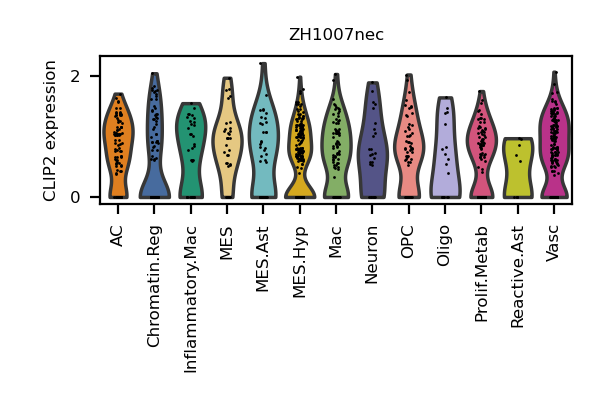 ZH1007nec
CLIP2 expression
2
0
AC
Chromatin.Reg
Inflammatory.Mac
MES
MES.Ast
MES.Hyp
Mac
Neuron
OPC
Oligo
Prolif.Metab
Reactive.Ast
Vasc